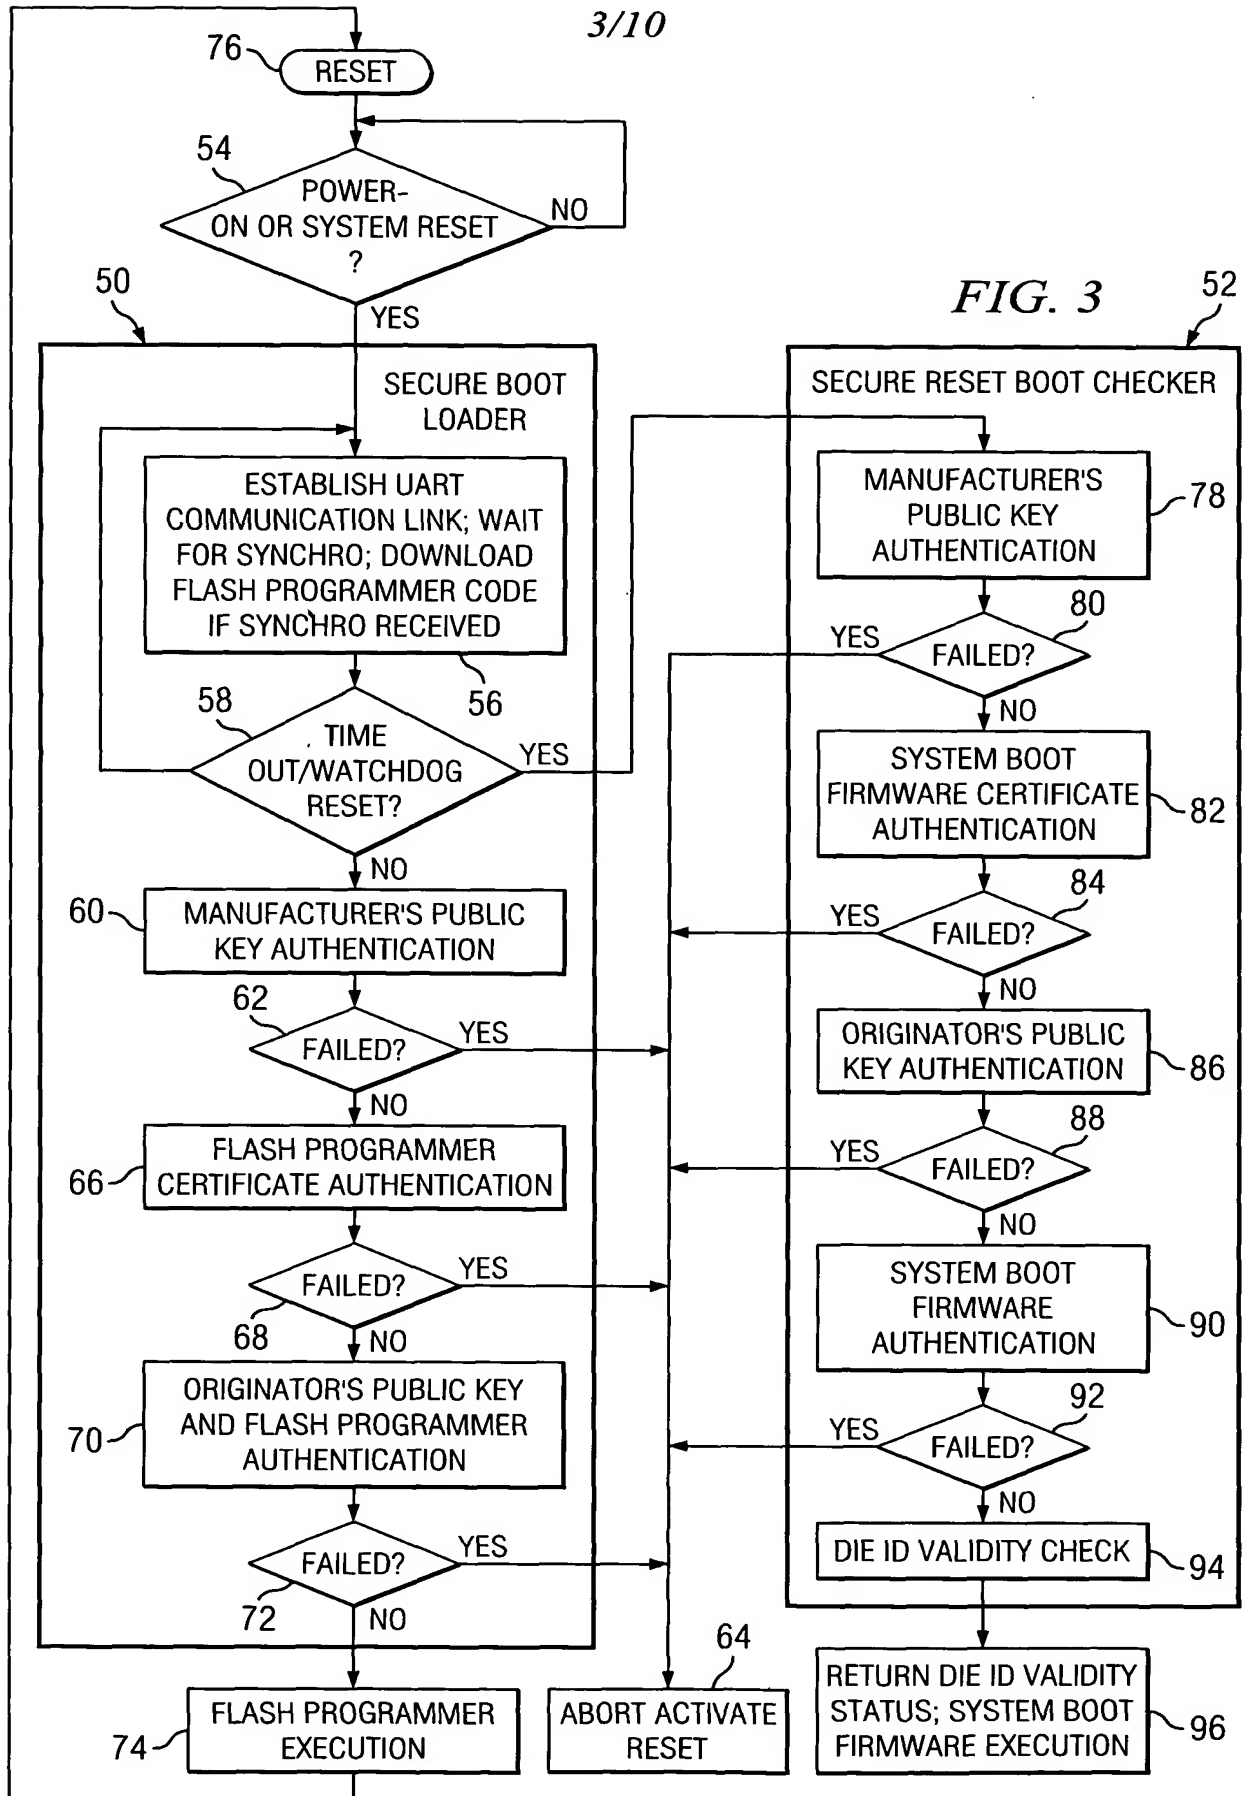 3/10
76
RESET
54
POWER-
ON OR SYSTEM RESET
?
NO
YES
FIG. 3
50
SECURE BOOT
LOADER
ESTABLISH UART
COMMUNICATION LINK; WAIT
FOR SYNCHRO; DOWNLOAD
FLASH PROGRAMMER CODE
IF SYNCHRO RECEIVED
56
58
TIME
OUT/WATCHDOG
RESET?
YES
NO
60
MANUFACTURER'S PUBLIC
KEY AUTHENTICATION
62
FAILED?
YES
NO
66
FLASH PROGRAMMER
CERTIFICATE AUTHENTICATION
FAILED?
YES
68
NO
70
ORIGINATOR'S PUBLIC KEY
AND FLASH PROGRAMMER
AUTHENTICATION
FAILED?
YES
72
NO
74
FLASH PROGRAMMER
EXECUTION
64
ABORT ACTIVATE
RESET
52
SECURE RESET BOOT CHECKER
MANUFACTURER'S
PUBLIC KEY
AUTHENTICATION
78
80
YES
FAILED?
NO
SYSTEM BOOT
FIRMWARE CERTIFICATE
AUTHENTICATION
82
84
YES
FAILED?
NO
ORIGINATOR'S PUBLIC
KEY AUTHENTICATION
86
88
YES
FAILED?
NO
SYSTEM BOOT
FIRMWARE
AUTHENTICATION
90
92
YES
FAILED?
NO
DIE ID VALIDITY CHECK
94
RETURN DIE ID VALIDITY
STATUS; SYSTEM BOOT
FIRMWARE EXECUTION
96